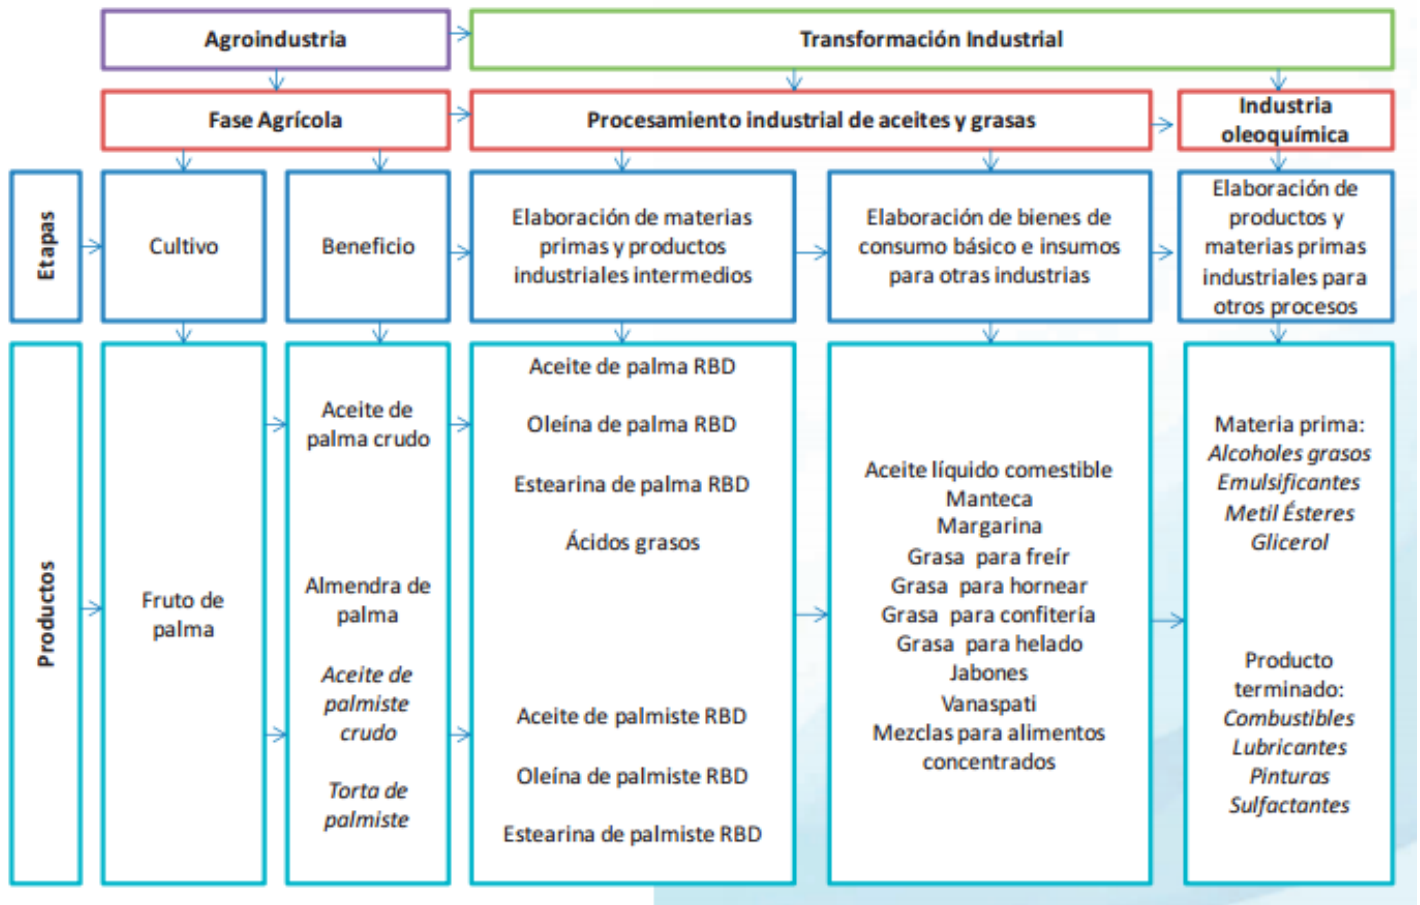 Agroindustria
Transformación Industrial
Fase Agrícola
Procesamiento industrial de aceites y grasas
Industria
oleoquímica
Etapas
Cultivo
Beneficio
Elaboración de materias
primas y productos
industriales intermedios
Elaboración de bienes de
consumo básico e insumos
para otras industrias
Elaboración de
productos y
materias primas
industriales para
otros procesos
Productos
Fruto de
palma
Aceite de
palma crudo
Almendra de
palma
Aceite de
palmiste
crudo
Torta de
palmiste
Aceite de palma RBD
Oleína de palma RBD
Estearina de palma RBD
Ácidos grasos
Aceite de palmiste RBD
Oleína de palmiste RBD
Estearina de palmiste RBD
Aceite líquido comestible
Manteca
Margarina
Grasa para freír
Grasa para hornear
Grasa para confitería
Grasa para helado
Jabones
Vanaspati
Mezclas para alimentos
concentrados
Materia prima:
Alcoholes grasos
Emulsificantes
Metil Ésteres
Glicerol
Producto
terminado:
Combustibles
Lubricantes
Pinturas
Sulfactantes